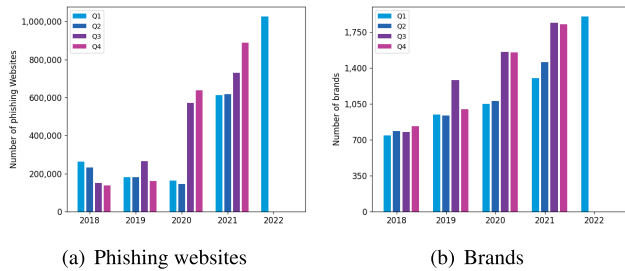 Number of phishing Websites
1,000,000
800,000
600,000
400,000
200,000
0
Q1
Q2
Q3
Q4
2018 2019 2020 2021 2022
(a) Phishing websites
Number of brands
1,750
1,400
1,050
700
350
0
Q1
Q2
Q3
Q4
2018 2019 2020 2021 2022
(b) Brands